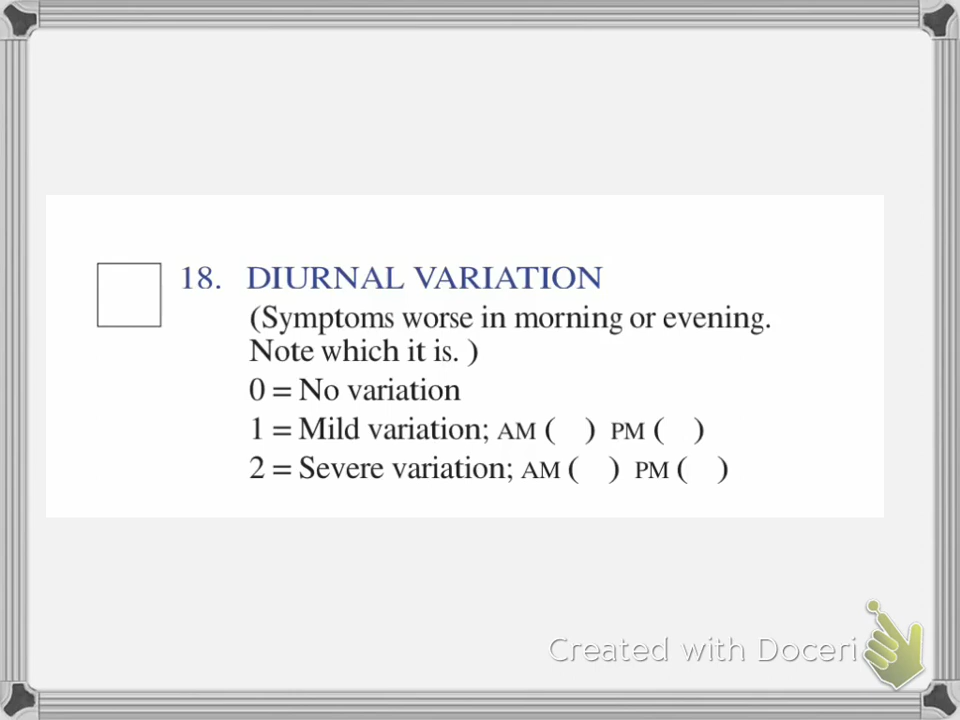 18. DIURNAL VARIATION
(Symptoms worse in morning or evening.
Note which it is. )
0 = No variation
1 = Mild variation; AM ( ) PM ( )
2 = Severe variation; AM ( ) PM ( )
Created with Doceri